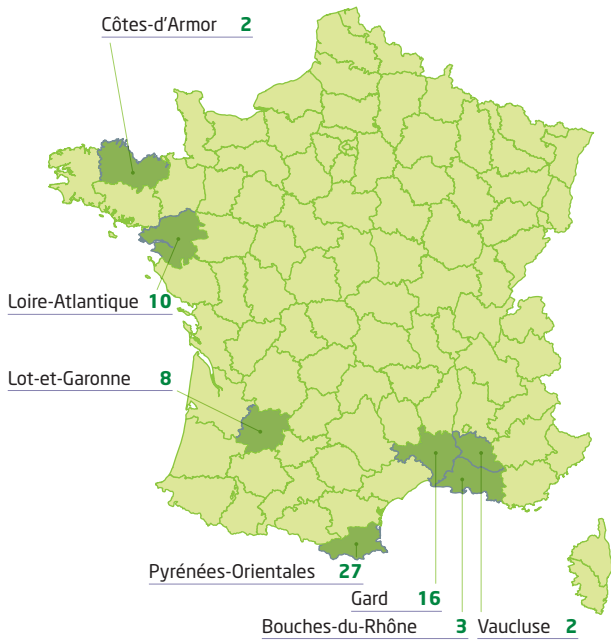 Côtes-d'Armor 2
Loire-Atlantique 10
Lot-et-Garonne 8
Pyrénées-Orientales 27
Gard 16
Bouches-du-Rhône 3 Vaucluse 2